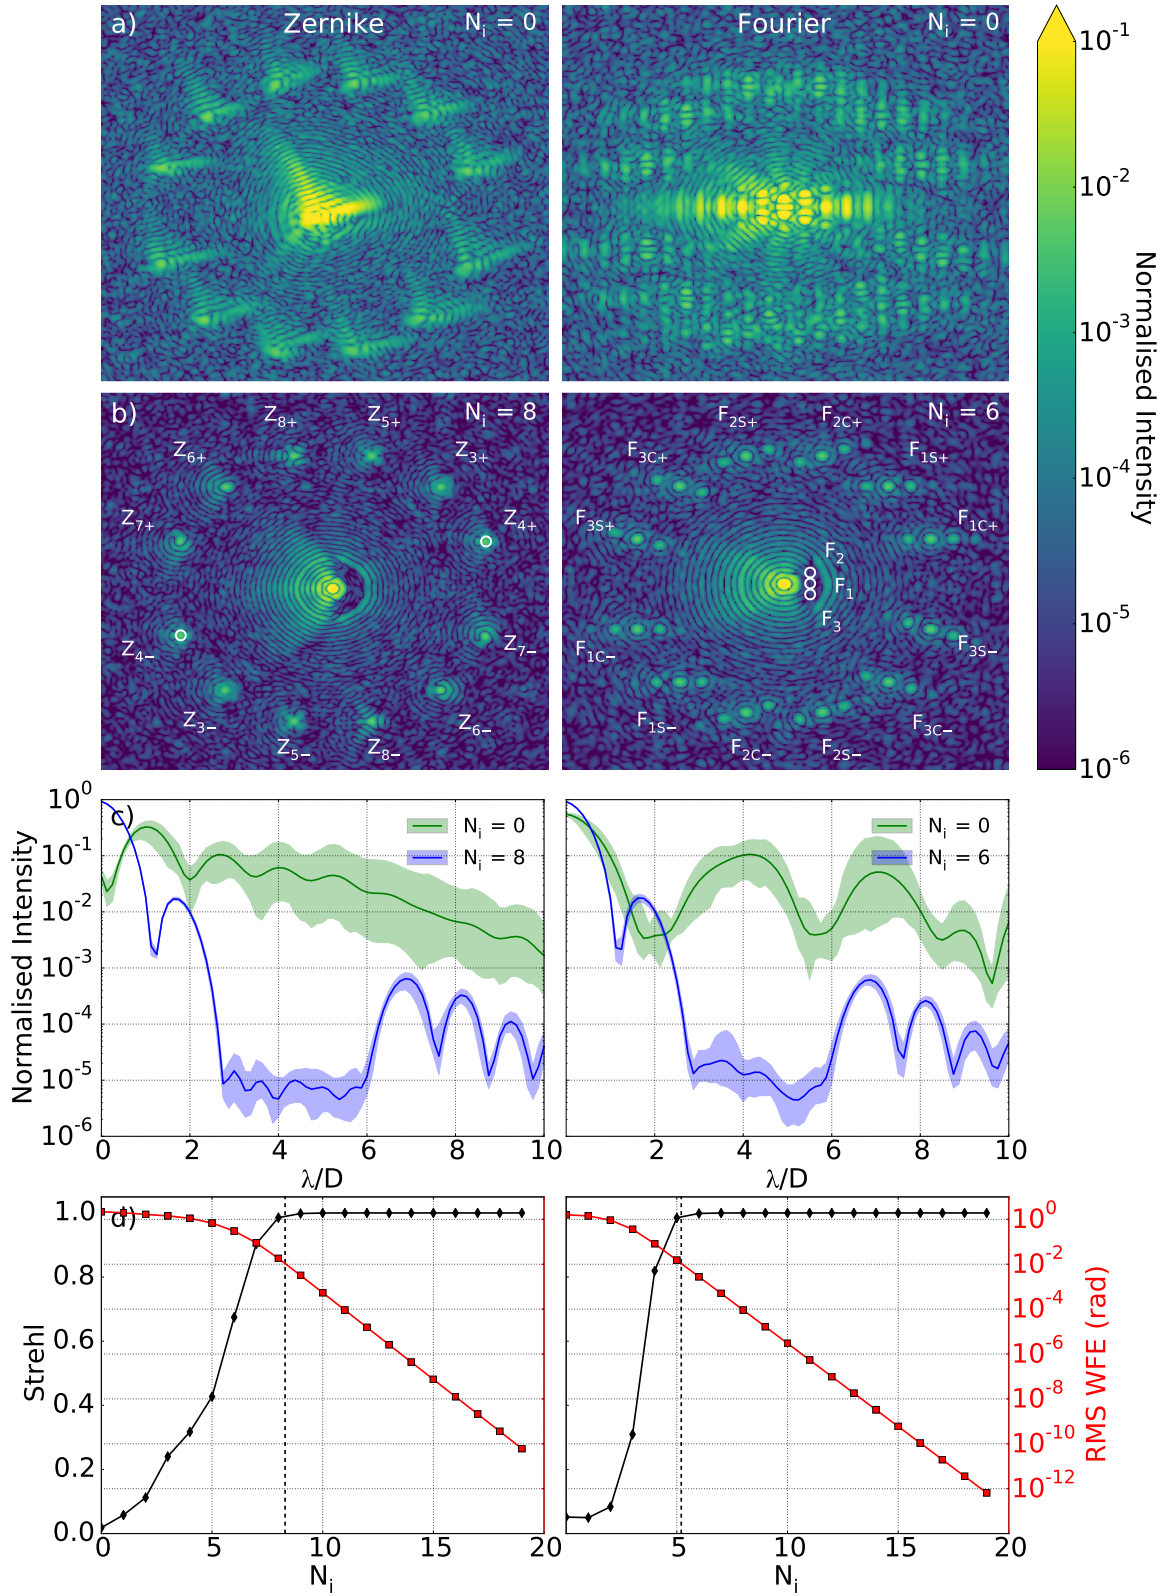 a) Zernike N_i = 0
Fourier N_i = 0
10^-1
10^-2
10^-3
10^-4
10^-5
10^-6
Normalised Intensity
b) N_i = 8
Z_8+ Z_5+
Z_6+ Z_3+
Z_7+ Z_4+
Z_4− Z_7−
Z_3− Z_6−
Z_5− Z_8−
N_i = 6
F_2S+ F_2C+
F_3C+ F_1S+
F_3S+ F_1C+
F_2
F_1
F_3
F_1C− F_3S−
F_1S− F_3C−
F_2C− F_2S−
c)
Normalised Intensity
10^0
10^-1
10^-2
10^-3
10^-4
10^-5
10^-6
N_i = 0
N_i = 8
0 2 4 6 8 10
λ/D
N_i = 0
N_i = 6
2 4 6 8 10
λ/D
d)
Strehl
1.0
0.8
0.6
0.4
0.2
0.0
0 5 10 15 20
N_i
5 10 15 20
N_i
10^0
10^-2
10^-4
10^-6
10^-8
10^-10
10^-12
RMS WFE (rad)